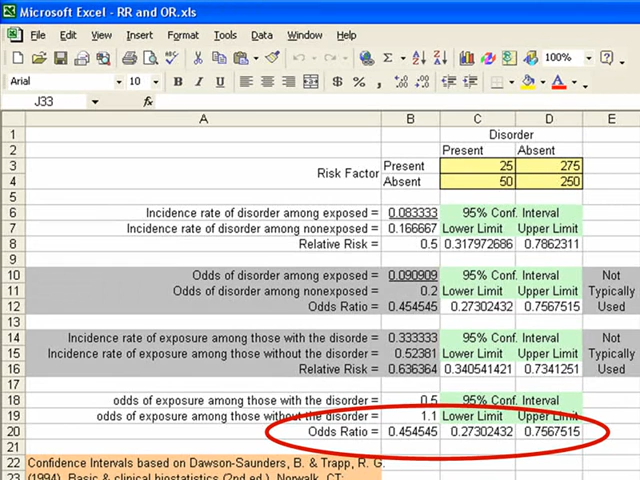 Microsoft Excel - RR and OR.xls
File Edit View Insert Format Tools Data Window Help
100%
Arial 10 B I U $ % ,
J33 fx
A B C D E
1 Disorder
2 Present Absent
3 Risk Factor Present 25 275
4 Absent 50 250
5
6 Incidence rate of disorder among exposed = 0.083333 95% Conf. Interval
7 Incidence rate of disorder among nonexposed = 0.166667 Lower Limit Upper Limit
8 Relative Risk = 0.5 0.317972686 0.7862311
9
10 Odds of disorder among exposed = 0.090909 95% Conf. Interval Not
11 Odds of disorder among nonexposed = 0.2 Lower Limit Upper Limit Typically
12 Odds Ratio = 0.454545 0.27302432 0.7567515 Used
13
14 Incidence rate of exposure among those with the disorde = 0.333333 95% Conf. Interval Not
15 Incidence rate of exposure among those without the disorder = 0.52381 Lower Limit Upper Limit Typically
16 Relative Risk = 0.636364 0.340541421 0.7341251 Used
17
18 odds of exposure among those with the disorder = 0.5 95% Conf. Interval
19 odds of exposure among those without the disorder = 1.1 Lower Limit Upper Limit
20 Odds Ratio = 0.454545 0.27302432 0.7567515
21
22 Confidence Intervals based on Dawson-Saunders, B. & Trapp, R. G.
23 (1994). Basic & clinical biostatistics (2nd ed.). Norwalk, CT: